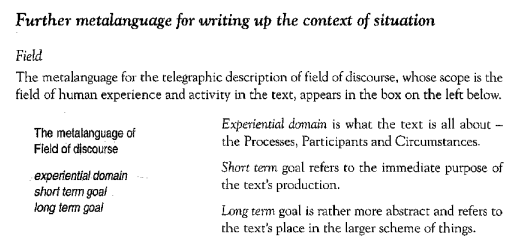 Further metalanguage for writing up the context of situation
Field
The metalanguage for the telegraphic description of field of discourse, whose scope is the
field of human experience and activity in the text, appears in the box on the left below.
The metalanguage of
Field of discourse
experiential domain
short term goal
long term goal
Experiential domain is what the text is all about –
the Processes, Participants and Circumstances.
Short term goal refers to the immediate purpose of
the text's production.
Long term goal is rather more abstract and refers to
the text's place in the larger scheme of things.